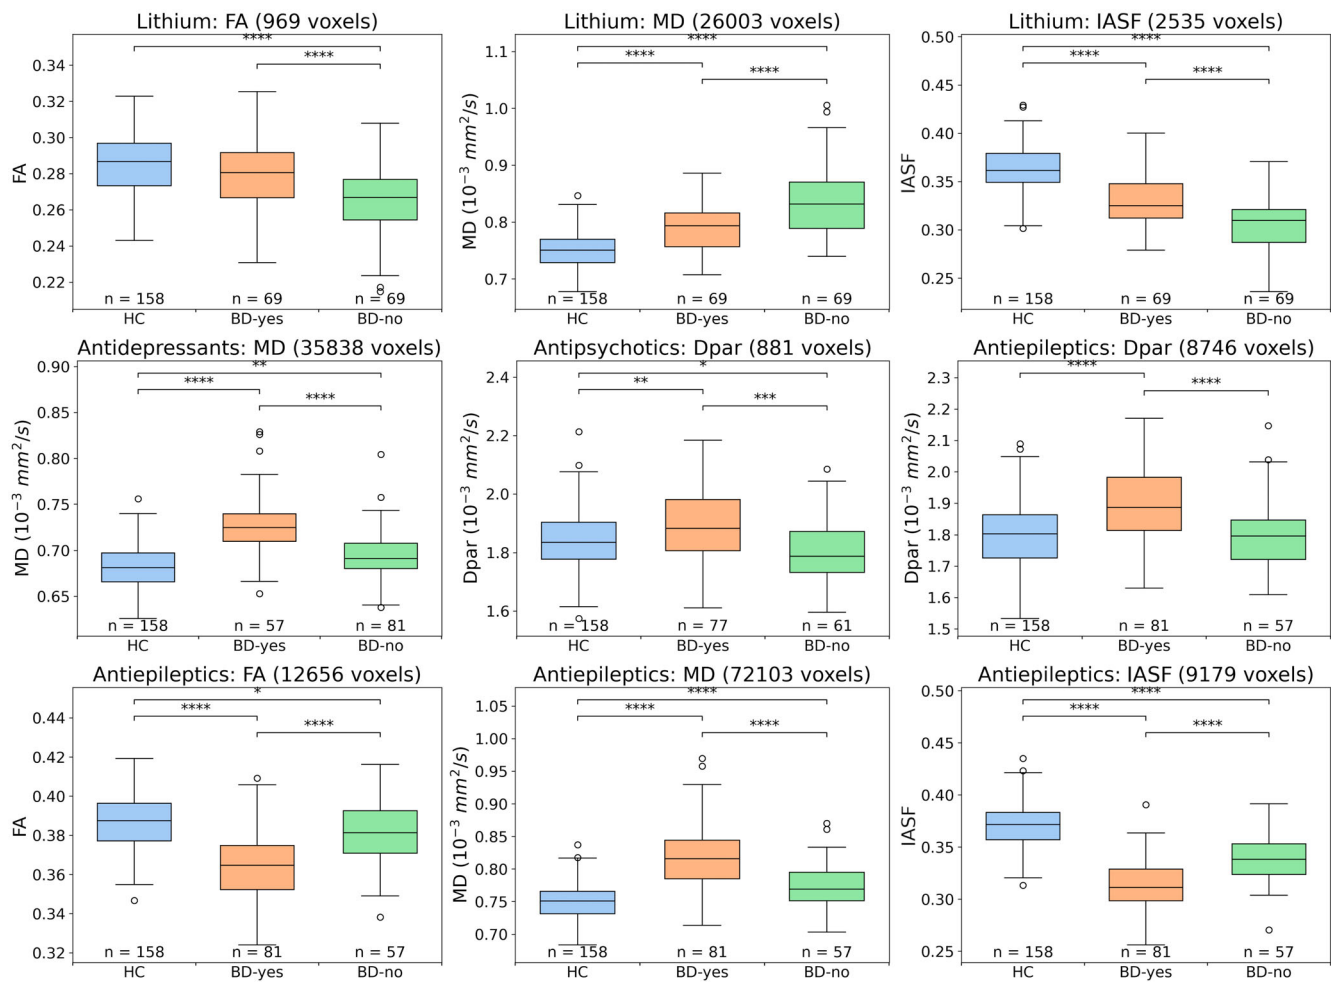 Lithium: FA (969 voxels)
****
****
FA
0.34
0.32
0.30
0.28
0.26
0.24
0.22
n = 158
n = 69
n = 69
HC
BD-yes
BD-no
Lithium: MD (26003 voxels)
****
****
****
MD (10⁻³ mm²/s)
1.1
1.0
0.9
0.8
0.7
n = 158
n = 69
n = 69
HC
BD-yes
BD-no
Lithium: IASF (2535 voxels)
****
****
****
IASF
0.50
0.45
0.40
0.35
0.30
0.25
n = 158
n = 69
n = 69
HC
BD-yes
BD-no
Antidepressants: MD (35838 voxels)
**
****
****
MD (10⁻³ mm²/s)
0.90
0.85
0.80
0.75
0.70
0.65
n = 158
n = 57
n = 81
HC
BD-yes
BD-no
Antipsychotics: Dpar (881 voxels)
*
**
***
Dpar (10⁻³ mm²/s)
2.4
2.2
2.0
1.8
1.6
n = 158
n = 77
n = 61
HC
BD-yes
BD-no
Antiepileptics: Dpar (8746 voxels)
****
****
Dpar (10⁻³ mm²/s)
2.3
2.2
2.1
2.0
1.9
1.8
1.7
1.6
1.5
n = 158
n = 81
n = 57
HC
BD-yes
BD-no
Antiepileptics: FA (12656 voxels)
*
****
****
FA
0.44
0.42
0.40
0.38
0.36
0.34
0.32
n = 158
n = 81
n = 57
HC
BD-yes
BD-no
Antiepileptics: MD (72103 voxels)
****
****
****
MD (10⁻³ mm²/s)
1.05
1.00
0.95
0.90
0.85
0.80
0.75
0.70
n = 158
n = 81
n = 57
HC
BD-yes
BD-no
Antiepileptics: IASF (9179 voxels)
****
****
****
IASF
0.50
0.45
0.40
0.35
0.30
0.25
n = 158
n = 81
n = 57
HC
BD-yes
BD-no